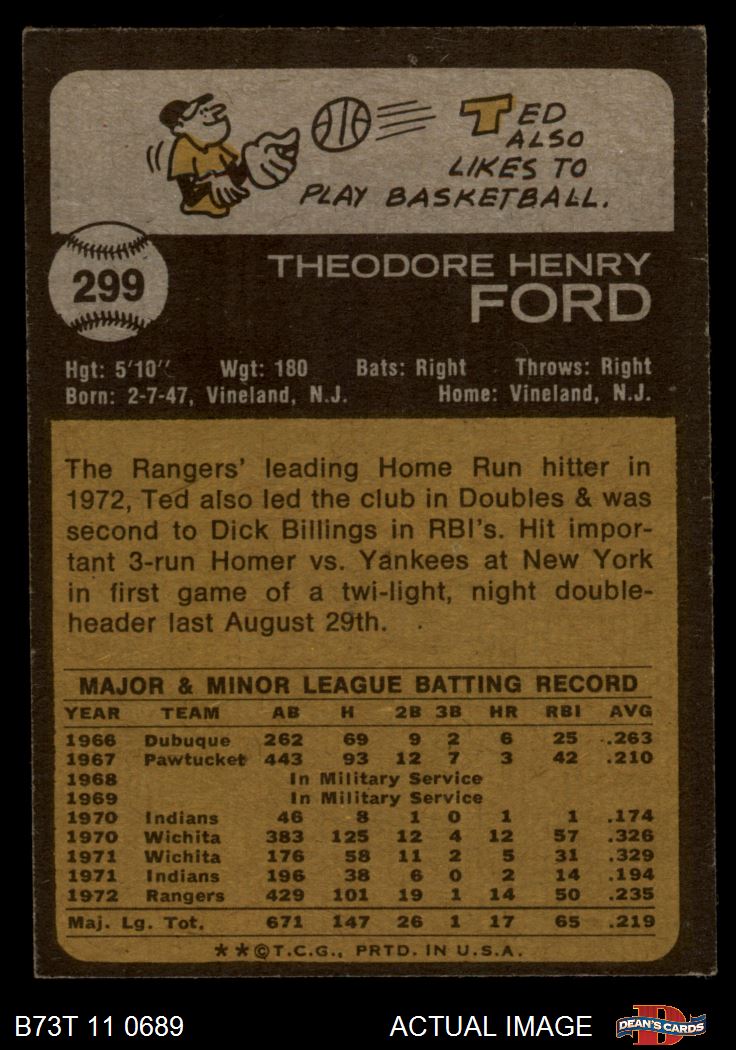 TED
ALSO
LIKES TO
PLAY BASKETBALL.
299
THEODORE HENRY
FORD
Hgt: 5'10" Wgt: 180 Bats: Right Throws: Right
Born: 2-7-47, Vineland, N.J. Home: Vineland, N.J.
The Rangers' leading Home Run hitter in
1972, Ted also led the club in Doubles & was
second to Dick Billings in RBI's. Hit impor-
tant 3-run Homer vs. Yankees at New York
in first game of a twi-light, night double-
header last August 29th.
MAJOR & MINOR LEAGUE BATTING RECORD
YEAR TEAM AB H 2B 3B HR RBI AVG
1966 Dubuque 262 69 9 2 6 25 .263
1967 Pawtucket 443 93 12 7 3 42 .210
1968 In Military Service
1969 In Military Service
1970 Indians 46 8 1 0 1 1 .174
1970 Wichita 383 125 12 4 12 57 .326
1971 Wichita 176 58 11 2 5 31 .329
1971 Indians 196 38 6 0 2 14 .194
1972 Rangers 429 101 19 1 14 50 .235
Maj. Lg. Tot. 671 147 26 1 17 65 .219
**©T.C.G., PRTD. IN U.S.A.
B73T 11 0689 ACTUAL IMAGE D DEAN'S CARDS